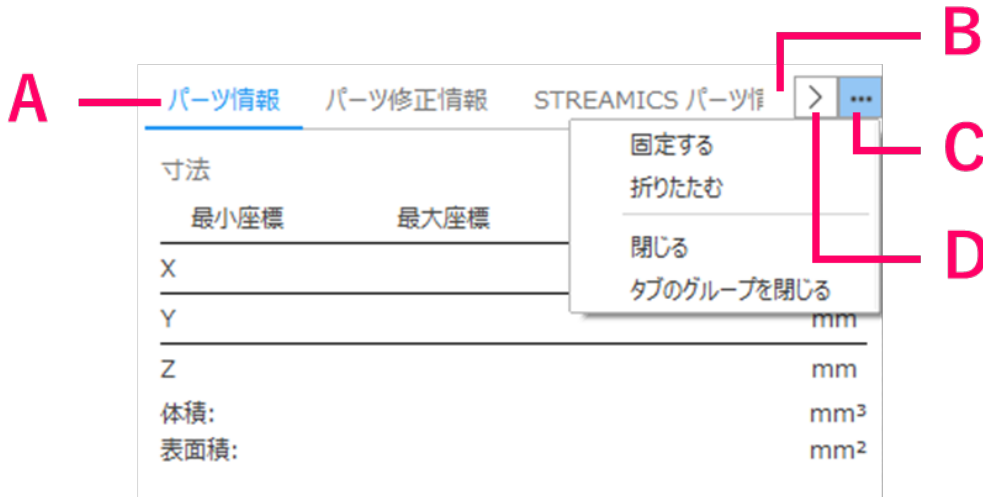 B
A パーツ情報 パーツ修正情報 STREAMICS パーツ情 > ...
固定する C
寸法 折りたたむ
最小座標 最大座標
閉じる D
X タブのグループを閉じる
Y mm
Z mm
体積: mm³
表面積: mm²